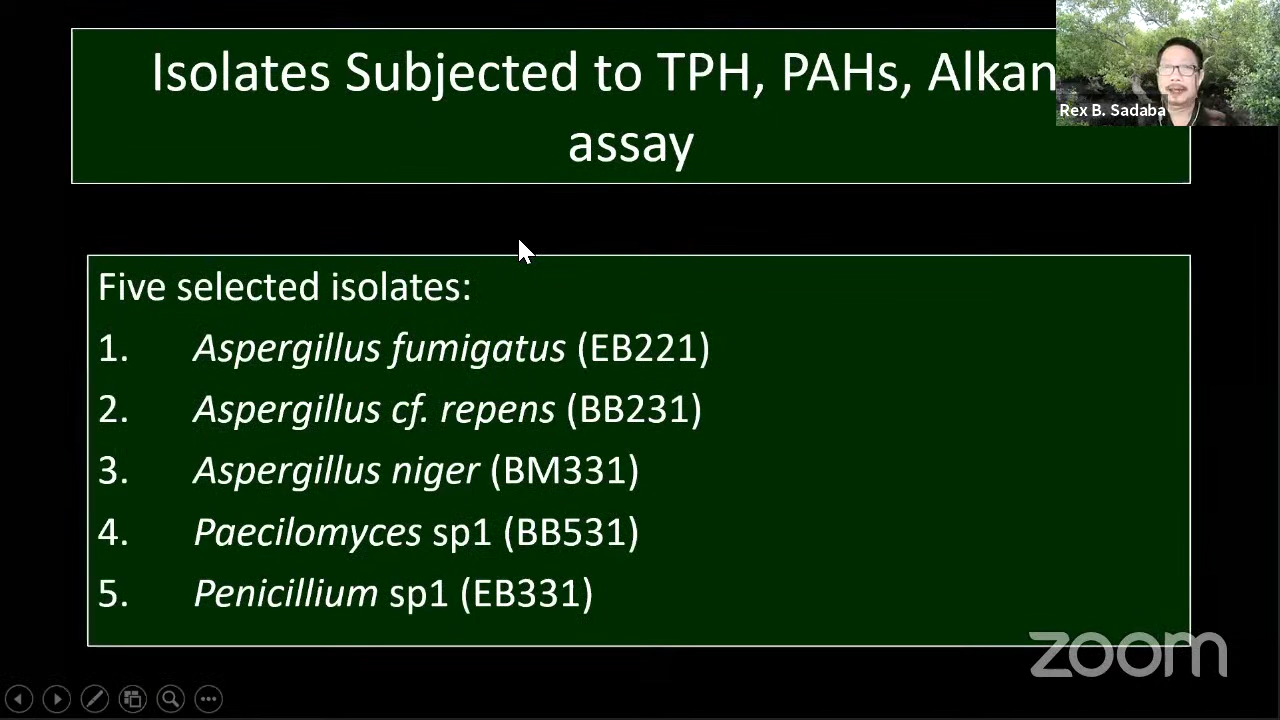 Isolates Subjected to TPH, PAHs, Alkan
assay
Rex B. Sadaba
Five selected isolates:
1. Aspergillus fumigatus (EB221)
2. Aspergillus cf. repens (BB231)
3. Aspergillus niger (BM331)
4. Paecilomyces sp1 (BB531)
5. Penicillium sp1 (EB331)
zoom